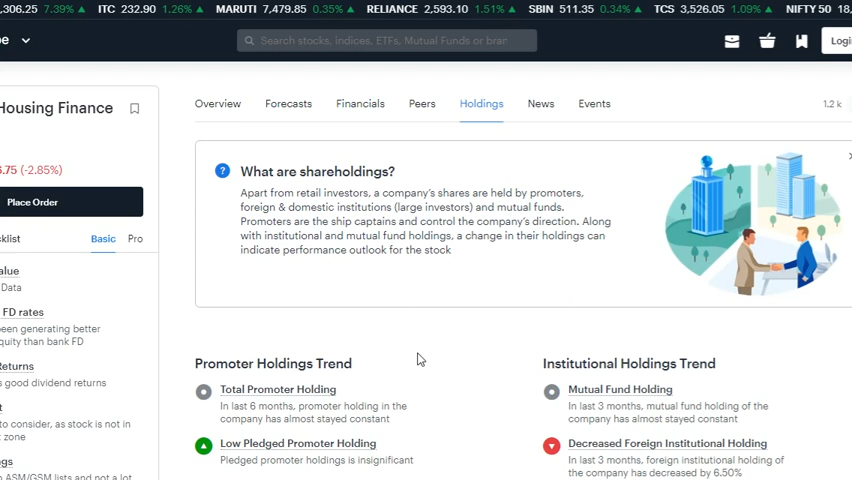 ,306.25 7.39% ITC 232.90 1.26% MARUTI 7,479.85 0.35% RELIANCE 2,593.10 1.51% SBIN 511.35 0.34% TCS 3,526.05 1.09% NIFTY 50 18,
Search stocks, indices, ETFs, Mutual Funds or bran
Logi
Housing Finance
Overview Forecasts Financials Peers Holdings News Events 1.2 k
6.75 (-2.85%)
Place Order
klist Basic Pro
alue
Data
FD rates
een generating better
quity than bank FD
Returns
s good dividend returns
t
to consider, as stock is not in
t zone
ngs
n ASM/GSM lists and not a lot
? What are shareholdings?
Apart from retail investors, a company's shares are held by promoters,
foreign & domestic institutions (large investors) and mutual funds.
Promoters are the ship captains and control the company's direction. Along
with institutional and mutual fund holdings, a change in their holdings can
indicate performance outlook for the stock
Promoter Holdings Trend
Total Promoter Holding
In last 6 months, promoter holding in the
company has almost stayed constant
Low Pledged Promoter Holding
Pledged promoter holdings is insignificant
Institutional Holdings Trend
Mutual Fund Holding
In last 3 months, mutual fund holding of the
company has almost stayed constant
Decreased Foreign Institutional Holding
In last 3 months, foreign institutional holding of
the company has decreased by 6.50%